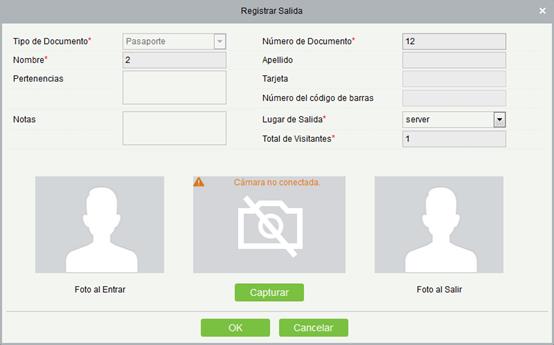 Registrar Salida
Tipo de Documento* Pasaporte Número de Documento* 12
Nombre* 2 Apellido
Pertenencias Tarjeta
Número del código de barras
Notas Lugar de Salida* server
Total de Visitantes* 1
Cámara no conectada.
Foto al Entrar Capturar Foto al Salir
OK Cancelar